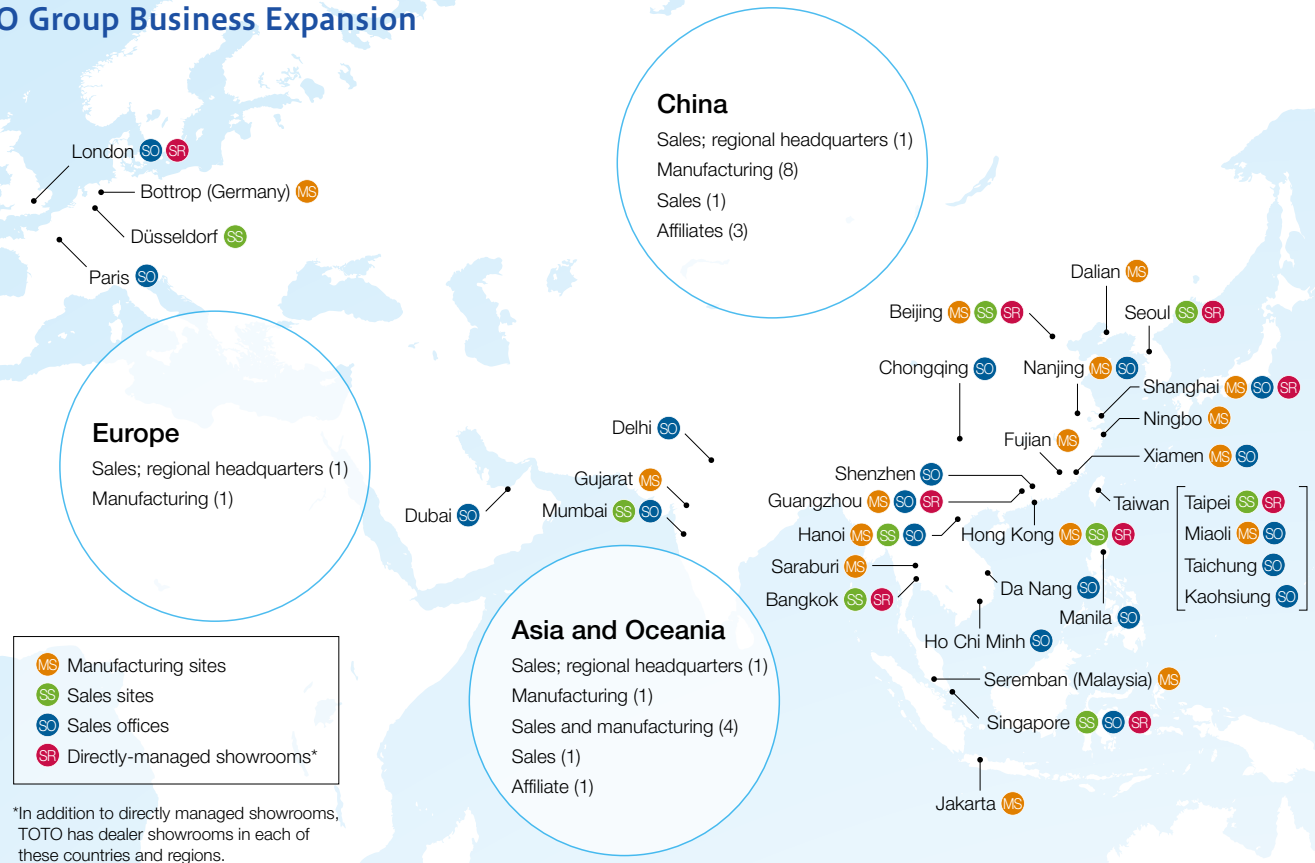 O Group Business Expansion
London SO SR
Bottrop (Germany) MS
Düsseldorf SS
Paris SO
China
Sales; regional headquarters (1)
Manufacturing (8)
Sales (1)
Affiliates (3)
Dalian MS
Beijing MS SS SR
Seoul SS SR
Chongqing SO
Nanjing MS SO
Shanghai MS SO SR
Ningbo MS
Fujian MS
Xiamen MS SO
Europe
Sales; regional headquarters (1)
Manufacturing (1)
Delhi SO
Gujarat MS
Mumbai SS SO
Dubai SO
Shenzhen SO
Guangzhou MS SO SR
Hanoi MS SS SO
Hong Kong MS SS SR
Taiwan
Taipei SS SR
Miaoli MS SO
Taichung SO
Kaohsiung SO
Saraburi MS
Bangkok SS SR
Da Nang SO
Manila SO
Ho Chi Minh SO
Asia and Oceania
Sales; regional headquarters (1)
Manufacturing (1)
Sales and manufacturing (4)
Sales (1)
Affiliate (1)
Seremban (Malaysia) MS
Singapore SS SO SR
Jakarta MS
MS Manufacturing sites
SS Sales sites
SO Sales offices
SR Directly-managed showrooms*
*In addition to directly managed showrooms,
TOTO has dealer showrooms in each of
these countries and regions.